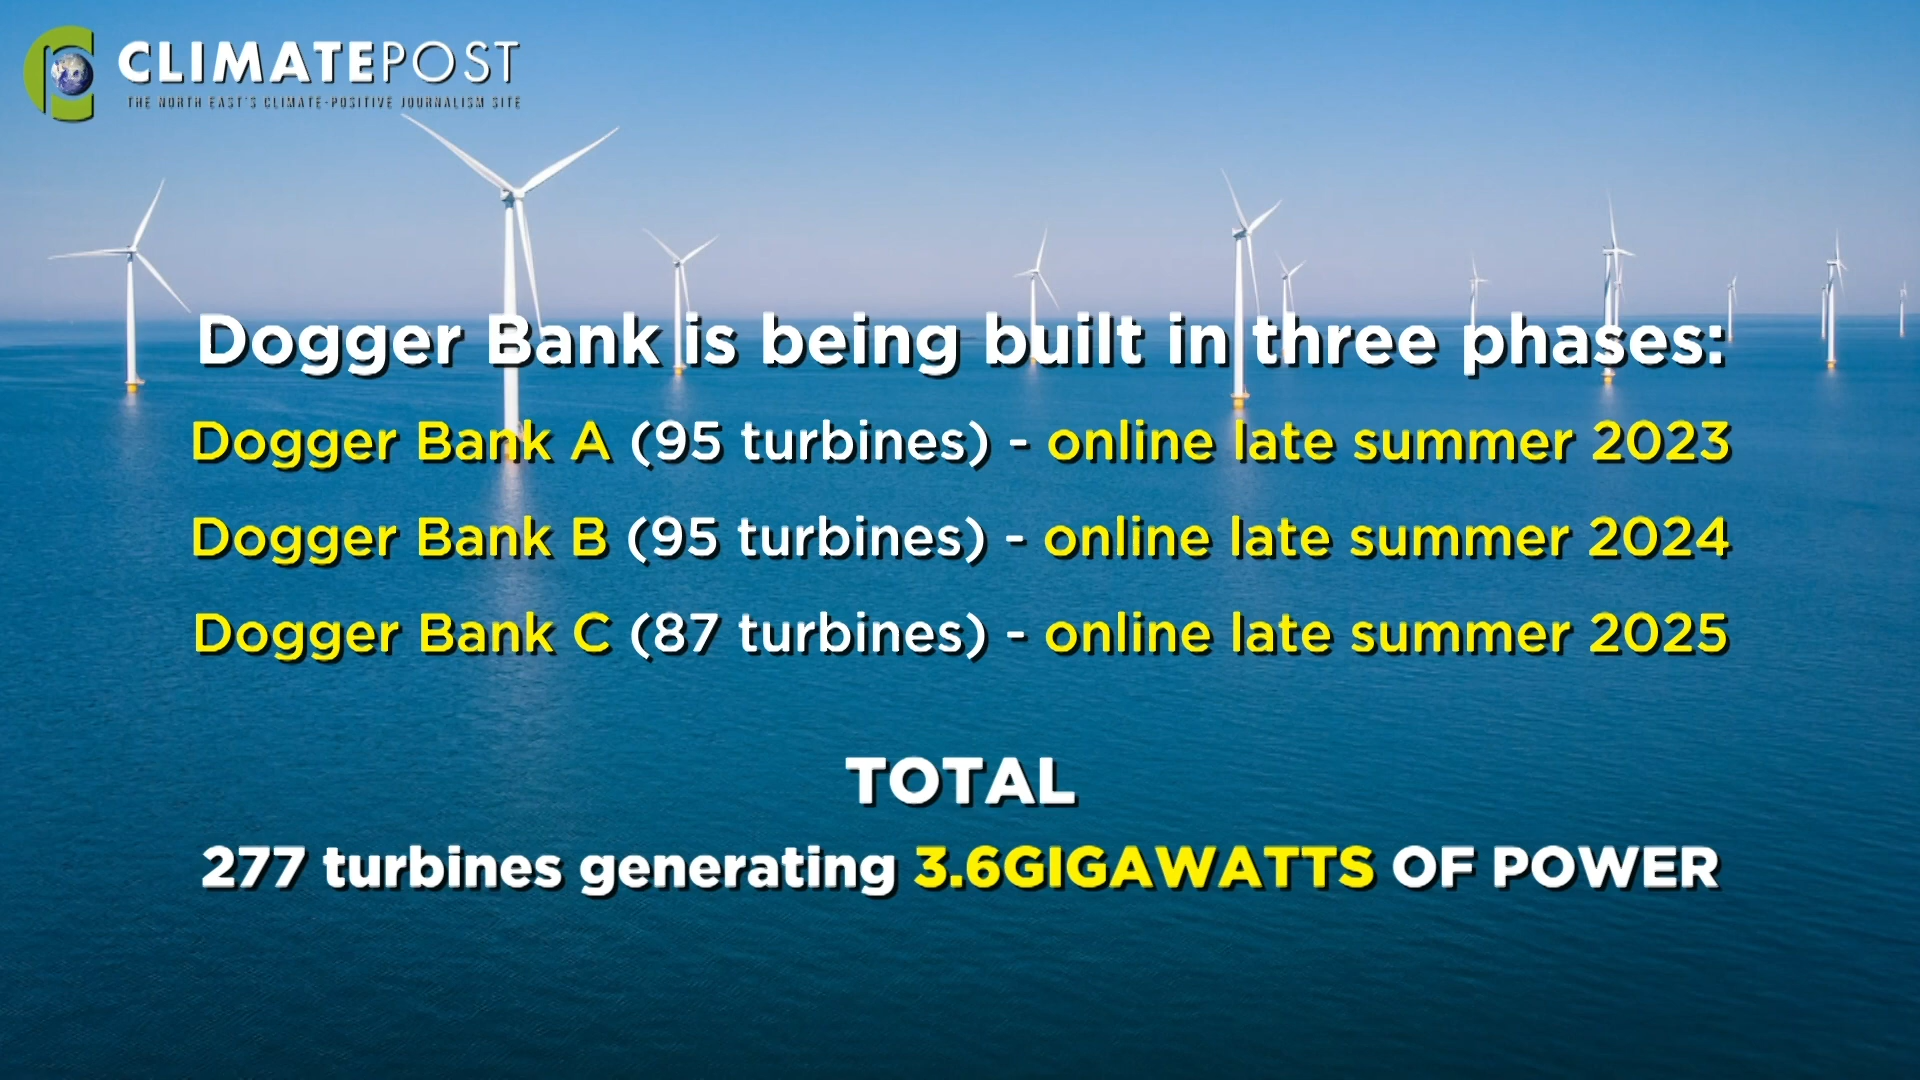 CLIMATEPOST
THE NORTH EAST'S CLIMATE-POSITIVE JOURNALISM SITE
Dogger Bank is being built in three phases:
Dogger Bank A (95 turbines) - online late summer 2023
Dogger Bank B (95 turbines) - online late summer 2024
Dogger Bank C (87 turbines) - online late summer 2025
TOTAL
277 turbines generating 3.6GIGAWATTS OF POWER